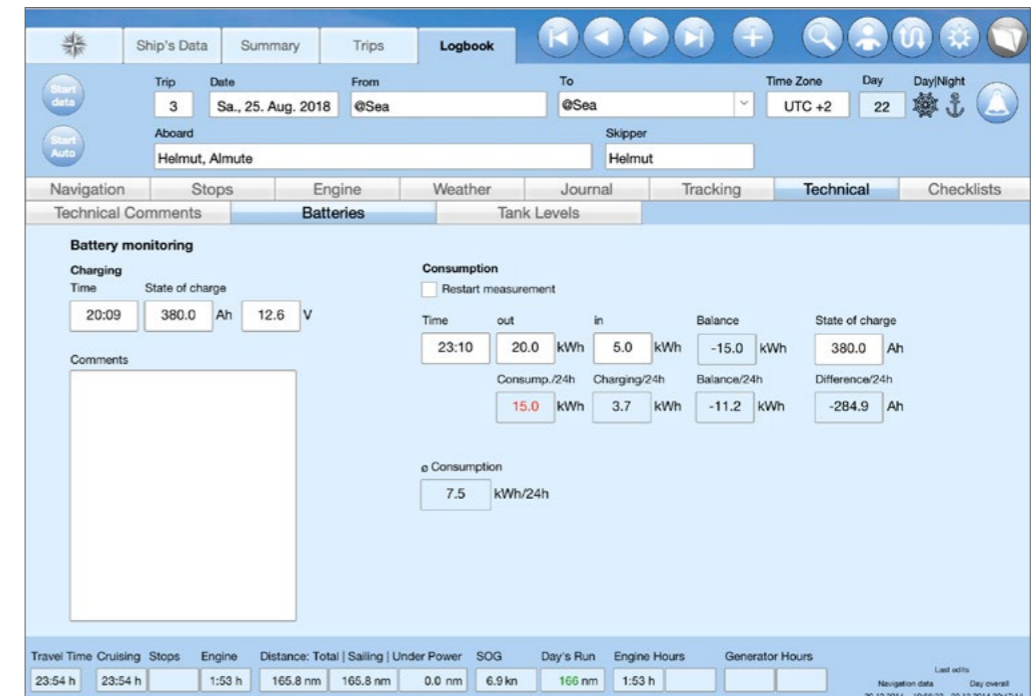 Ship's Data Summary Trips Logbook
Start data
Trip Date From To Time Zone Day Day|Night
3 Sa., 25. Aug. 2018 @Sea @Sea UTC +2 22
Start Auto
Aboard Skipper
Helmut, Almute Helmut
Navigation Stops Engine Weather Journal Tracking Technical Checklists
Technical Comments Batteries Tank Levels
Battery monitoring
Charging
Time State of charge
20:09 380.0 Ah 12.6 V
Comments
Consumption
Restart measurement
Time out in Balance State of charge
23:10 20.0 kWh 5.0 kWh -15.0 kWh 380.0 Ah
Consump./24h Charging/24h Balance/24h Difference/24h
15.0 kWh 3.7 kWh -11.2 kWh -284.9 Ah
ø Consumption
7.5 kWh/24h
Travel Time Cruising Stops Engine Distance: Total | Sailing | Under Power SOG Day's Run Engine Hours Generator Hours
23:54 h 23:54 h 1:53 h 165.8 nm 165.8 nm 0.0 nm 6.9 kn 166 nm 1:53 h
Last edits
Navigation data Day overall